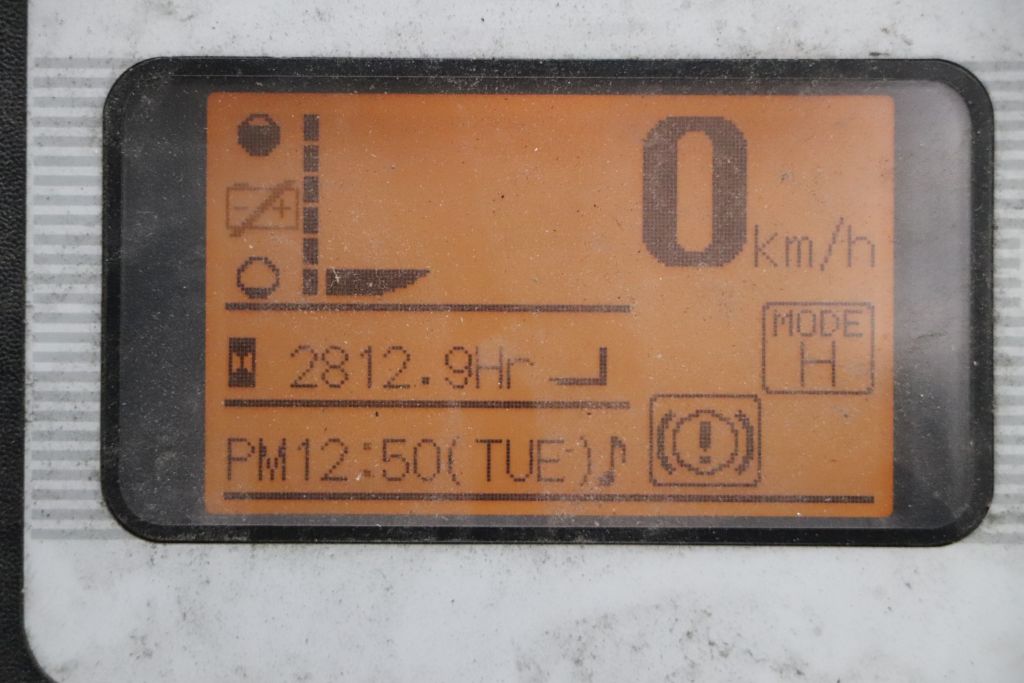 0 km/h
MODE
H
2812.9Hr
PM12:50(TUE)